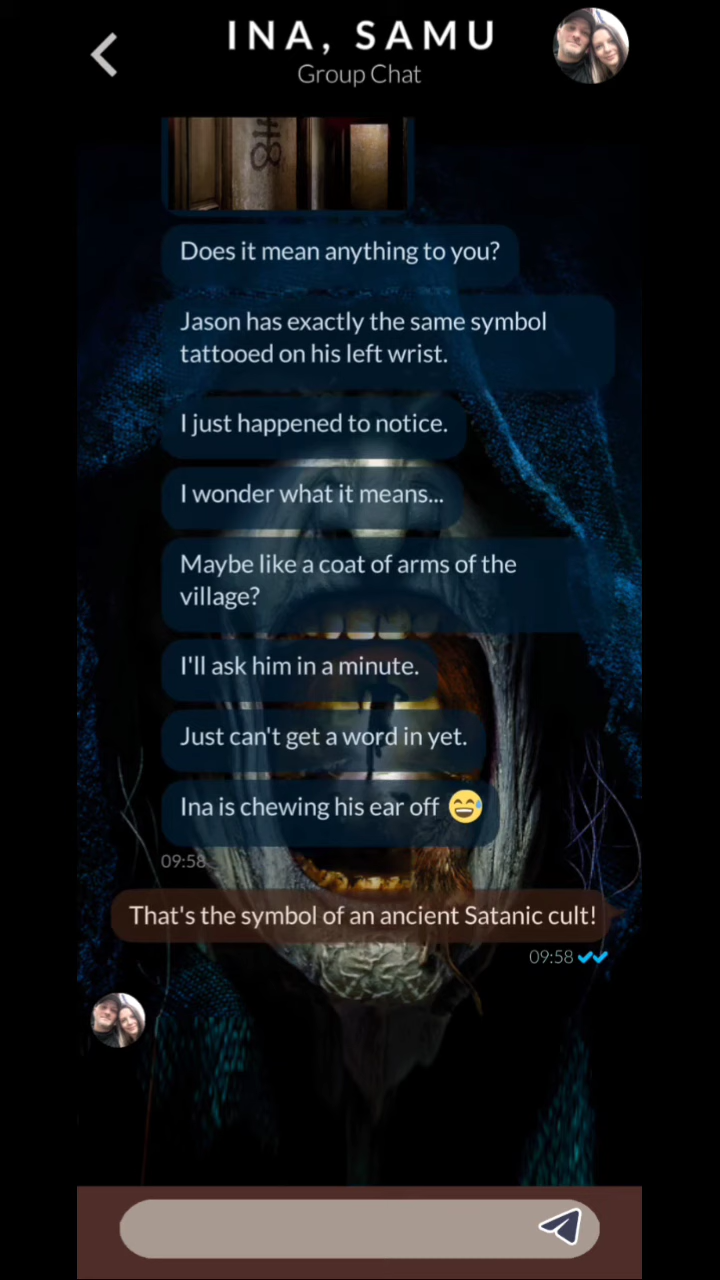 INA, SAMU
Group Chat
Does it mean anything to you?
Jason has exactly the same symbol
tattooed on his left wrist.
I just happened to notice.
I wonder what it means...
Maybe like a coat of arms of the
village?
I'll ask him in a minute.
Just can't get a word in yet.
Ina is chewing his ear off 😅
09:58
That's the symbol of an ancient Satanic cult!
09:58